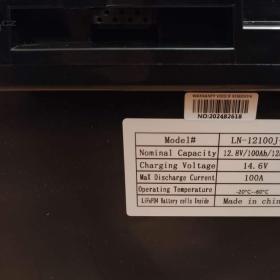 WARRANTY VOID IF REMOVED
NO:202482618
Model# LN-12100J
Nominal Capacity 12.8V/100Ah/12
Charging Voltage 14.6V
Max Discharge Current 100A
Operating Temperature -20℃~60℃
LiFePO4 Battery cells Inside Made in china